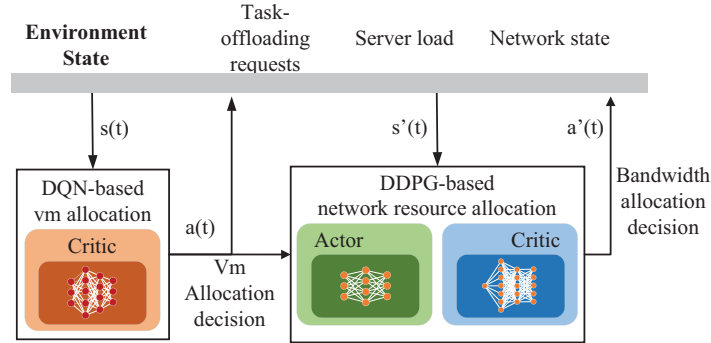 Environment
State
Task-
offloading
requests
Server load
Network state
s(t)
s’(t)
a’(t)
DQN-based
vm allocation
Critic
a(t)
Vm
Allocation
decision
DDPG-based
network resource allocation
Actor
Critic
Bandwidth
allocation
decision